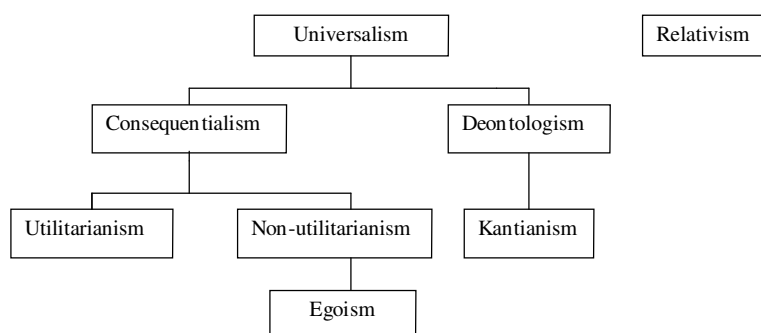 Universalism
Relativism
Consequentialism
Deontologism
Utilitarianism
Non-utilitarianism
Kantianism
Egoism